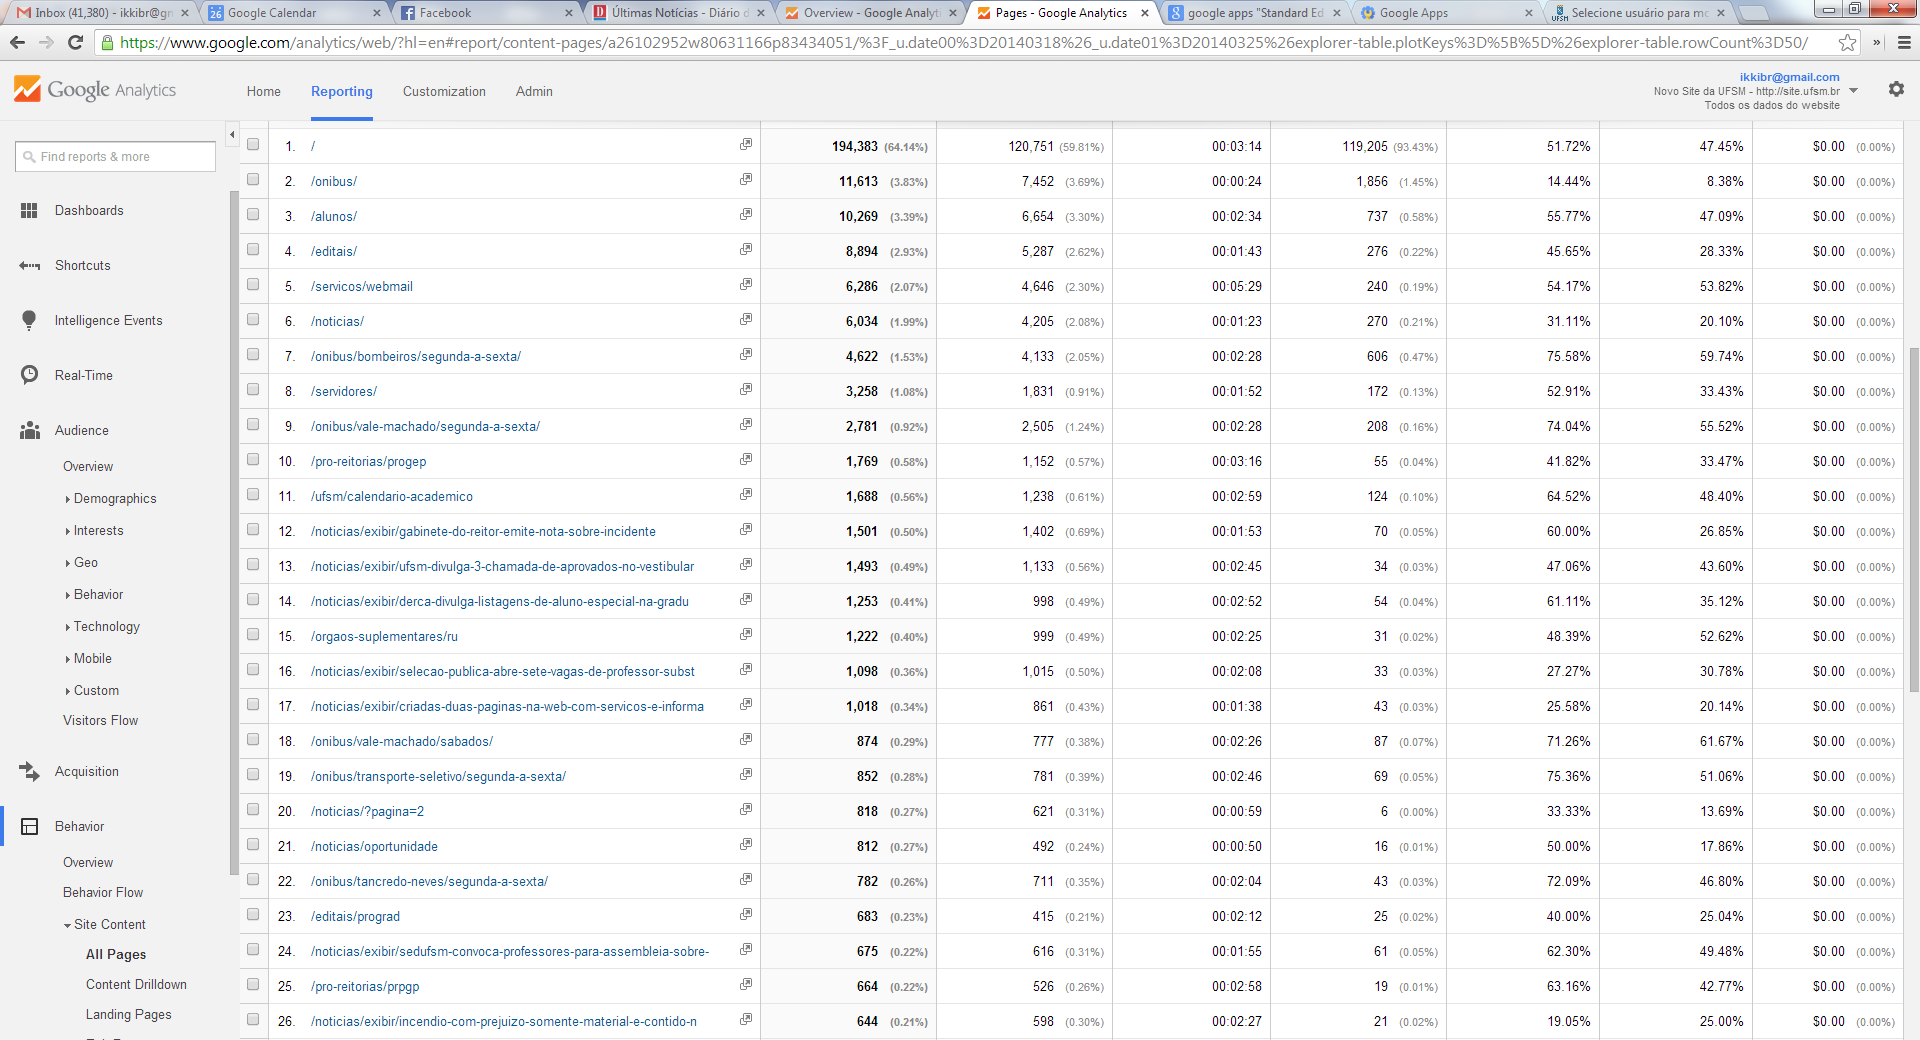 Inbox (41,380) - ikkibr@gm
Google Calendar
Facebook
Últimas Notícias - Diário d
Overview - Google Analyti
Pages - Google Analytics
google apps "Standard Ed
Google Apps
Selecione usuário para mo
https://www.google.com/analytics/web/?hl=en#report/content-pages/a26102952w80631166p83434051/%3F_u.date00%3D20140318%26_u.date01%3D20140325%26explorer-table.plotKeys%3D%5B%5D%26explorer-table.rowCount%3D50/
Google Analytics
Home Reporting Customization Admin
ikkibr@gmail.com
Novo Site da UFSM - http://site.ufsm.br
Todos os dados do website
Find reports & more
Dashboards
Shortcuts
Intelligence Events
Real-Time
Audience
Overview
Demographics
Interests
Geo
Behavior
Technology
Mobile
Custom
Visitors Flow
Acquisition
Behavior
Overview
Behavior Flow
Site Content
All Pages
Content Drilldown
Landing Pages
1. / 194,383 (64.14%) 120,751 (59.81%) 00:03:14 119,205 (93.43%) 51.72% 47.45% $0.00 (0.00%)
2. /onibus/ 11,613 (3.83%) 7,452 (3.69%) 00:00:24 1,856 (1.45%) 14.44% 8.38% $0.00 (0.00%)
3. /alunos/ 10,269 (3.39%) 6,654 (3.30%) 00:02:34 737 (0.58%) 55.77% 47.09% $0.00 (0.00%)
4. /editais/ 8,894 (2.93%) 5,287 (2.62%) 00:01:43 276 (0.22%) 45.65% 28.33% $0.00 (0.00%)
5. /servicos/webmail 6,286 (2.07%) 4,646 (2.30%) 00:05:29 240 (0.19%) 54.17% 53.82% $0.00 (0.00%)
6. /noticias/ 6,034 (1.99%) 4,205 (2.08%) 00:01:23 270 (0.21%) 31.11% 20.10% $0.00 (0.00%)
7. /onibus/bombeiros/segunda-a-sexta/ 4,622 (1.53%) 4,133 (2.05%) 00:02:28 606 (0.47%) 75.58% 59.74% $0.00 (0.00%)
8. /servidores/ 3,258 (1.08%) 1,831 (0.91%) 00:01:52 172 (0.13%) 52.91% 33.43% $0.00 (0.00%)
9. /onibus/vale-machado/segunda-a-sexta/ 2,781 (0.92%) 2,505 (1.24%) 00:02:28 208 (0.16%) 74.04% 55.52% $0.00 (0.00%)
10. /pro-reitorias/progep 1,769 (0.58%) 1,152 (0.57%) 00:03:16 55 (0.04%) 41.82% 33.47% $0.00 (0.00%)
11. /ufsm/calendario-academico 1,688 (0.56%) 1,238 (0.61%) 00:02:59 124 (0.10%) 64.52% 48.40% $0.00 (0.00%)
12. /noticias/exibir/gabinete-do-reitor-emite-nota-sobre-incidente 1,501 (0.50%) 1,402 (0.69%) 00:01:53 70 (0.05%) 60.00% 26.85% $0.00 (0.00%)
13. /noticias/exibir/ufsm-divulga-3-chamada-de-aprovados-no-vestibular 1,493 (0.49%) 1,133 (0.56%) 00:02:45 34 (0.03%) 47.06% 43.60% $0.00 (0.00%)
14. /noticias/exibir/derca-divulga-listagens-de-aluno-especial-na-gradu 1,253 (0.41%) 998 (0.49%) 00:02:52 54 (0.04%) 61.11% 35.12% $0.00 (0.00%)
15. /orgaos-suplementares/ru 1,222 (0.40%) 999 (0.49%) 00:02:25 31 (0.02%) 48.39% 52.62% $0.00 (0.00%)
16. /noticias/exibir/selecao-publica-abre-sete-vagas-de-professor-subst 1,098 (0.36%) 1,015 (0.50%) 00:02:08 33 (0.03%) 27.27% 30.78% $0.00 (0.00%)
17. /noticias/exibir/criadas-duas-paginas-na-web-com-servicos-e-informa 1,018 (0.34%) 861 (0.43%) 00:01:38 43 (0.03%) 25.58% 20.14% $0.00 (0.00%)
18. /onibus/vale-machado/sabados/ 874 (0.29%) 777 (0.38%) 00:02:26 87 (0.07%) 71.26% 61.67% $0.00 (0.00%)
19. /onibus/transporte-seletivo/segunda-a-sexta/ 852 (0.28%) 781 (0.39%) 00:02:46 69 (0.05%) 75.36% 51.06% $0.00 (0.00%)
20. /noticias/?pagina=2 818 (0.27%) 621 (0.31%) 00:00:59 6 (0.00%) 33.33% 13.69% $0.00 (0.00%)
21. /noticias/oportunidade 812 (0.27%) 492 (0.24%) 00:00:50 16 (0.01%) 50.00% 17.86% $0.00 (0.00%)
22. /onibus/tancredo-neves/segunda-a-sexta/ 782 (0.26%) 711 (0.35%) 00:02:04 43 (0.03%) 72.09% 46.80% $0.00 (0.00%)
23. /editais/prograd 683 (0.23%) 415 (0.21%) 00:02:12 25 (0.02%) 40.00% 25.04% $0.00 (0.00%)
24. /noticias/exibir/sedufsm-convoca-professores-para-assembleia-sobre- 675 (0.22%) 616 (0.31%) 00:01:55 61 (0.05%) 62.30% 49.48% $0.00 (0.00%)
25. /pro-reitorias/prpgp 664 (0.22%) 526 (0.26%) 00:02:58 19 (0.01%) 63.16% 42.77% $0.00 (0.00%)
26. /noticias/exibir/incendio-com-prejuizo-somente-material-e-contido-n 644 (0.21%) 598 (0.30%) 00:02:27 21 (0.02%) 19.05% 25.00% $0.00 (0.00%)